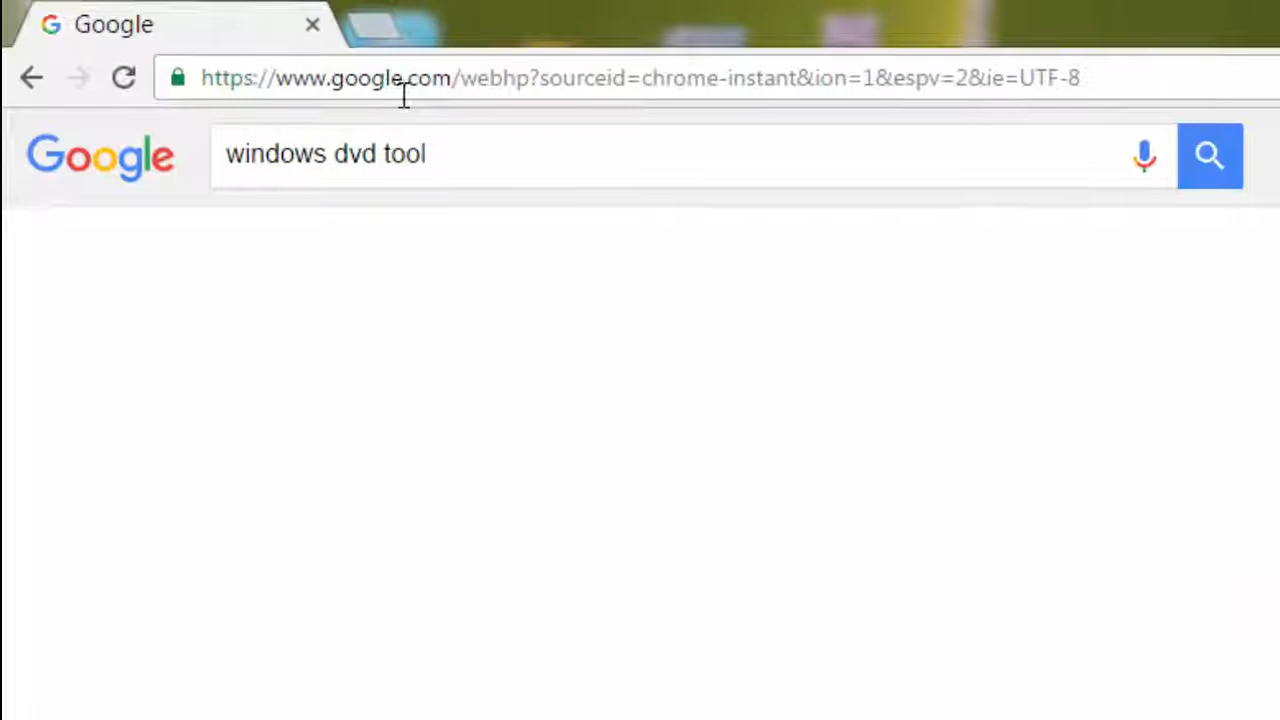 Google
https://www.google.com/webhp?sourceid=chrome-instant&ion=1&espv=2&ie=UTF-8
Google
windows dvd tool